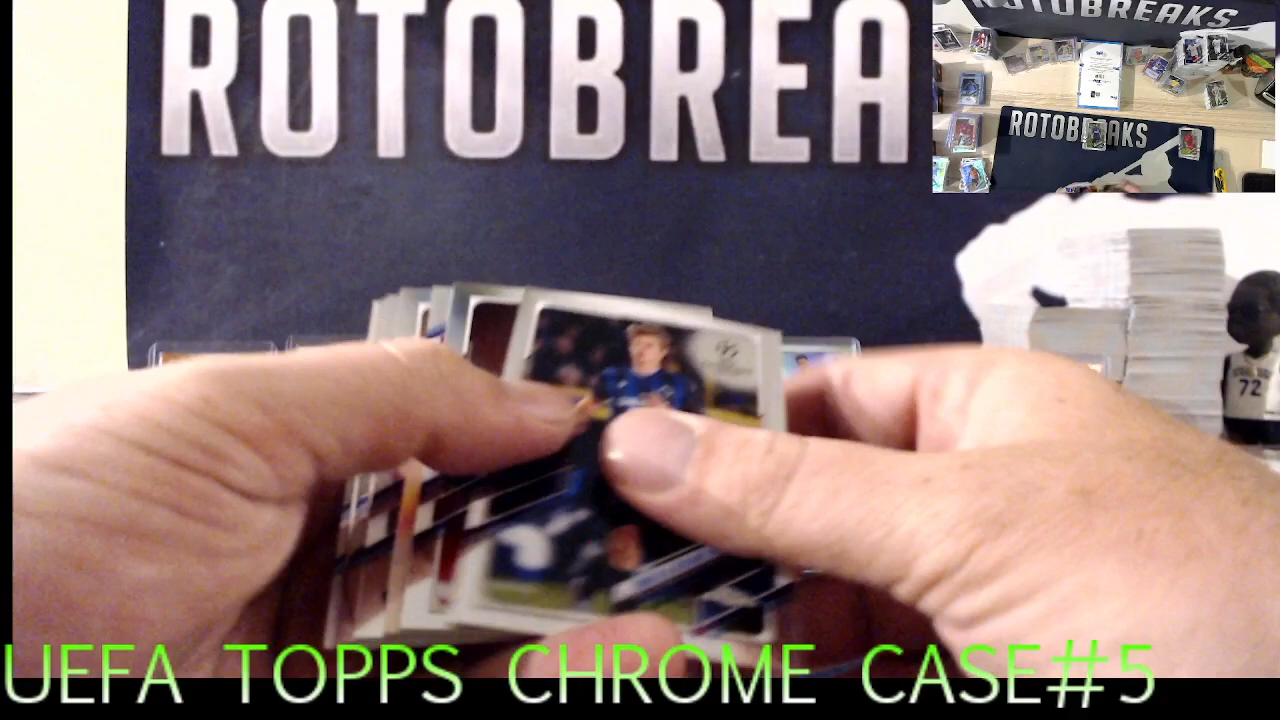 ROTOBREA
ROTOBREAKS
ROTOBREAKS
72
UEFA TOPPS CHROME CASE#5